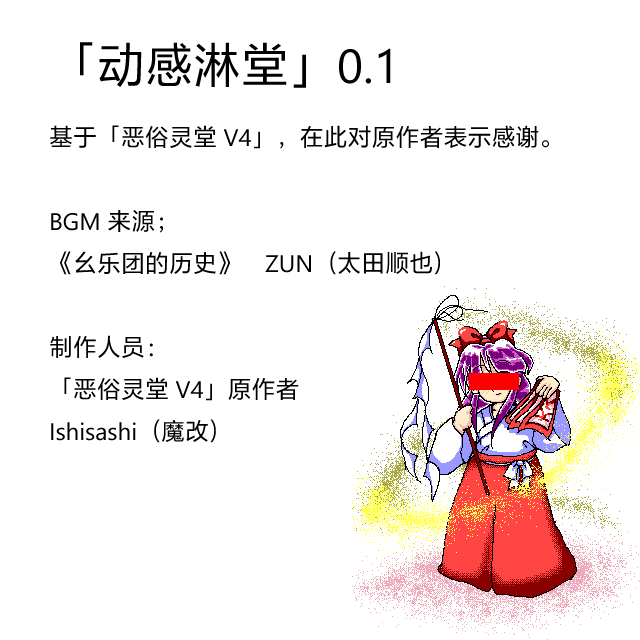 「动感淋堂」0.1
基于「恶俗灵堂 V4」，在此对原作者表示感谢。
BGM 来源；
《幺乐团的历史》　ZUN（太田顺也）
制作人员：
「恶俗灵堂 V4」原作者
Ishisashi（魔改）